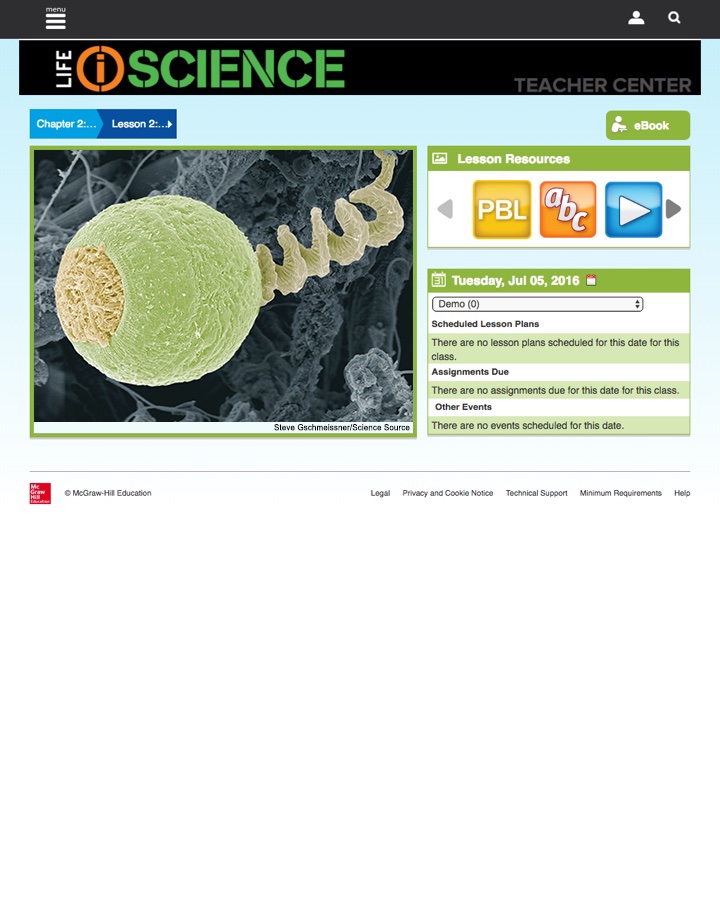 menu
LIFE iSCIENCE
TEACHER CENTER
Chapter 2:...
Lesson 2:...
eBook
Lesson Resources
PBL
abc
Steve Gschmeissner/Science Source
31
Tuesday, Jul 05, 2016
Demo (0)
Scheduled Lesson Plans
There are no lesson plans scheduled for this date for this
class.
Assignments Due
There are no assignments due for this date for this class.
Other Events
There are no events scheduled for this date.
Mc
Graw
Hill
Education
© McGraw-Hill Education
Legal
Privacy and Cookie Notice
Technical Support
Minimum Requirements
Help